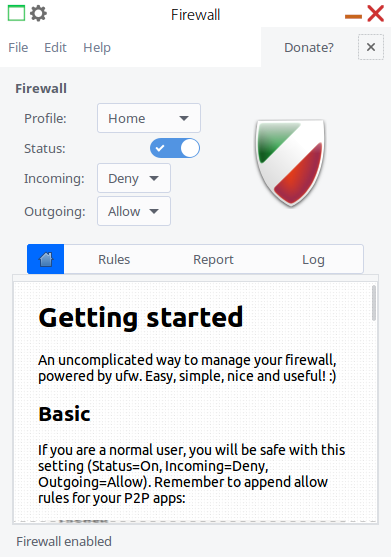 Firewall
File Edit Help Donate?
Firewall
Profile: Home
Status:
Incoming: Deny
Outgoing: Allow
Rules Report Log
Getting started
An uncomplicated way to manage your firewall,
powered by ufw. Easy, simple, nice and useful! :)
Basic
If you are a normal user, you will be safe with this
setting (Status=On, Incoming=Deny,
Outgoing=Allow). Remember to append allow
rules for your P2P apps:
Firewall enabled